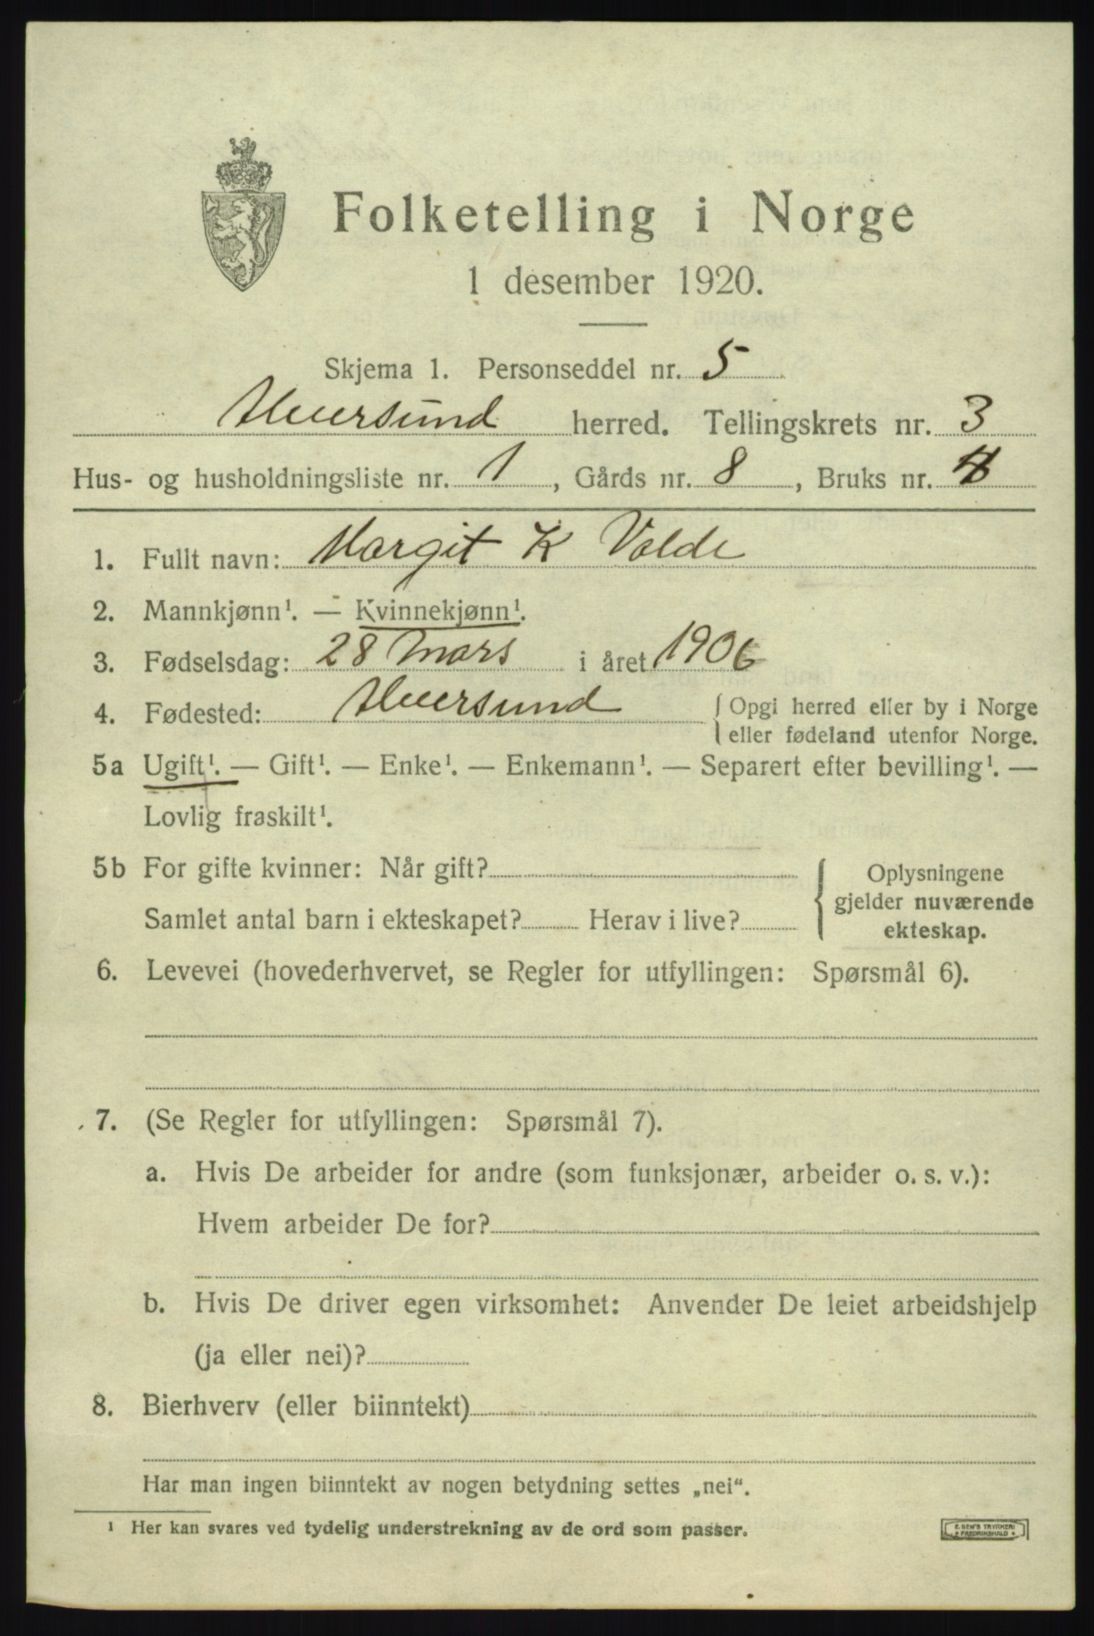 Folketelling i Norge
1 desember 1920.
Skjema 1. Personseddel nr. 5
Alversund herred. Tellingskrets nr. 3
Hus- og husholdningsliste nr. 1, Gårds nr. 8, Bruks nr. 4
1. Fullt navn: Margit K Valde
2. Mannkjønn¹. — Kvinnekjønn¹.
3. Fødselsdag: 28 Mars i året 1906
4. Fødested: Alversund { Opgi herred eller by i Norge
eller fødeland utenfor Norge.
5a Ugift¹. — Gift¹. — Enke¹. — Enkemann¹. — Separert efter bevilling¹. —
Lovlig fraskilt¹.
5b For gifte kvinner: Når gift?
Samlet antal barn i ekteskapet? Herav i live?
{ Oplysningene
gjelder nuværende
ekteskap.
6. Levevei (hovederhvervet, se Regler for utfyllingen: Spørsmål 6).
7. (Se Regler for utfyllingen: Spørsmål 7).
a. Hvis De arbeider for andre (som funksjonær, arbeider o. s. v.):
Hvem arbeider De for?
b. Hvis De driver egen virksomhet: Anvender De leiet arbeidshjelp
(ja eller nei)?
8. Bierhverv (eller biinntekt)
Har man ingen biinntekt av nogen betydning settes „nei“.
¹ Her kan svares ved tydelig understrekning av de ord som passer.